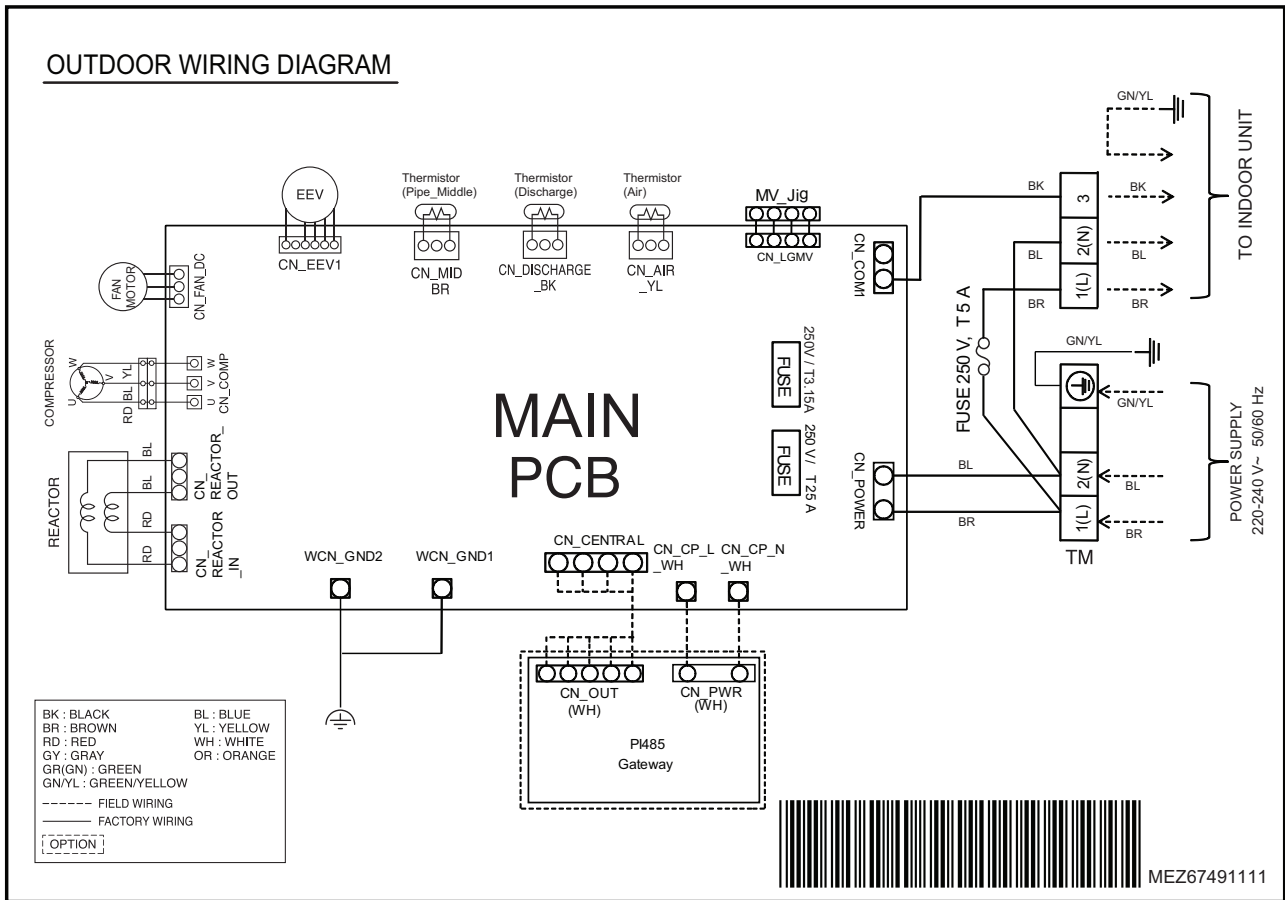 OUTDOOR WIRING DIAGRAM
EEV
CN_EEV1
Thermistor
(Pipe_Middle)
CN_MID
BR
Thermistor
(Discharge)
CN_DISCHARGE
_BK
Thermistor
(Air)
CN_AIR
_YL
MV_Jig
CN_LGMV
CN_COM1
FAN
MOTOR
CN_FAN_DC
COMPRESSOR
W
V
U
YL
BL
RD
W
V
U
CN_COMP
REACTOR
BL
BL
RD
RD
CN_
REACTOR_
OUT
CN_
REACTOR
_IN
MAIN
PCB
250V / T3.15A
FUSE
250 V / T25 A
FUSE
CN_POWER
BK
BL
BR
FUSE 250 V, T 5 A
3
2(N)
1(L)
GN/YL
BK
BL
BR
TO INDOOR UNIT
GN/YL
GN/YL
BL
BR
2(N)
1(L)
BL
BR
TM
POWER SUPPLY
220-240 V~ 50/60 Hz
WCN_GND2
WCN_GND1
CN_CENTRAL
CN_CP_L
_WH
CN_CP_N
_WH
CN_OUT
(WH)
CN_PWR
(WH)
PI485
Gateway
BK : BLACK
BR : BROWN
RD : RED
GY : GRAY
GR(GN) : GREEN
GN/YL : GREEN/YELLOW
BL : BLUE
YL : YELLOW
WH : WHITE
OR : ORANGE
FIELD WIRING
FACTORY WIRING
OPTION
MEZ67491111